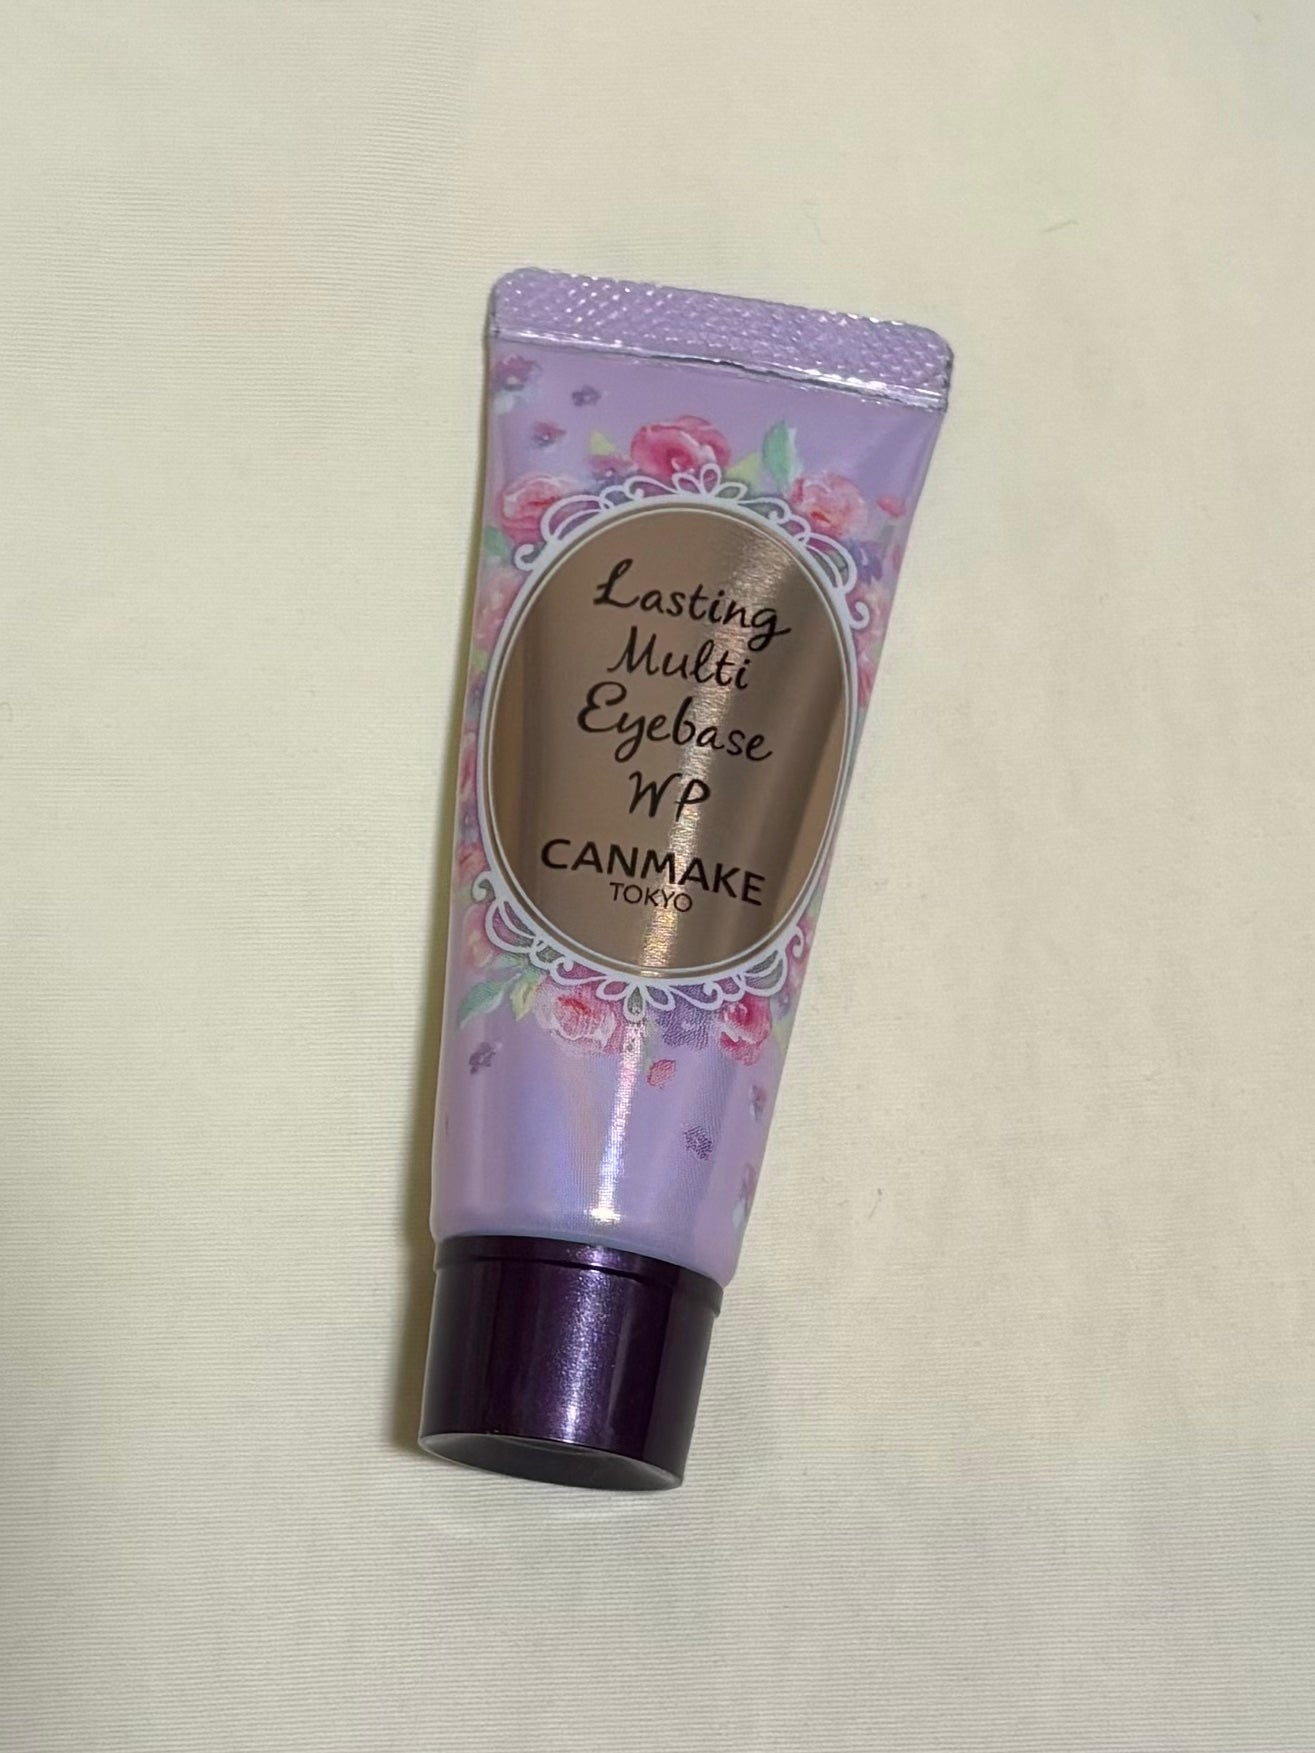 Lasting
Multi
Eyebase
WP
CANMAKE
TOKYO